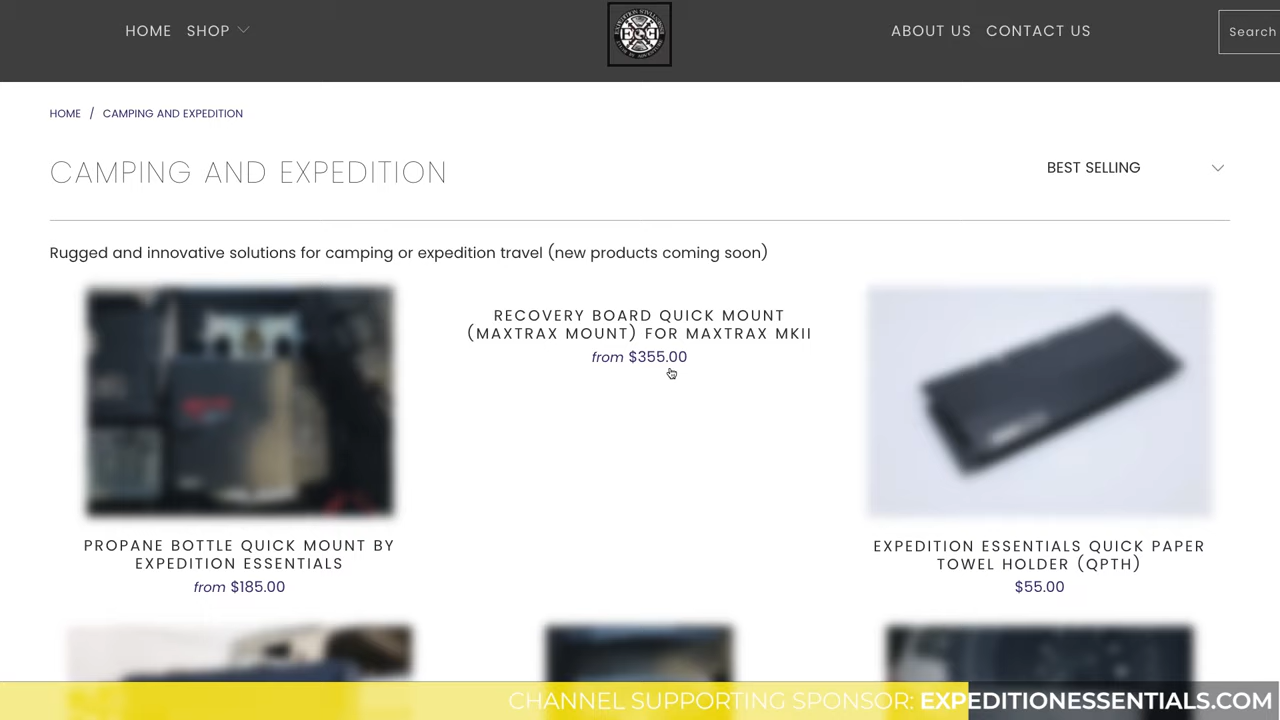 HOME SHOP
ABOUT US CONTACT US
Search
HOME / CAMPING AND EXPEDITION
CAMPING AND EXPEDITION
BEST SELLING
Rugged and innovative solutions for camping or expedition travel (new products coming soon)
RECOVERY BOARD QUICK MOUNT
(MAXTRAX MOUNT) FOR MAXTRAX MKII
from $355.00
PROPANE BOTTLE QUICK MOUNT BY
EXPEDITION ESSENTIALS
from $185.00
EXPEDITION ESSENTIALS QUICK PAPER
TOWEL HOLDER (QPTH)
$55.00
CHANNEL SUPPORTING SPONSOR: EXPEDITIONESSENTIALS.COM